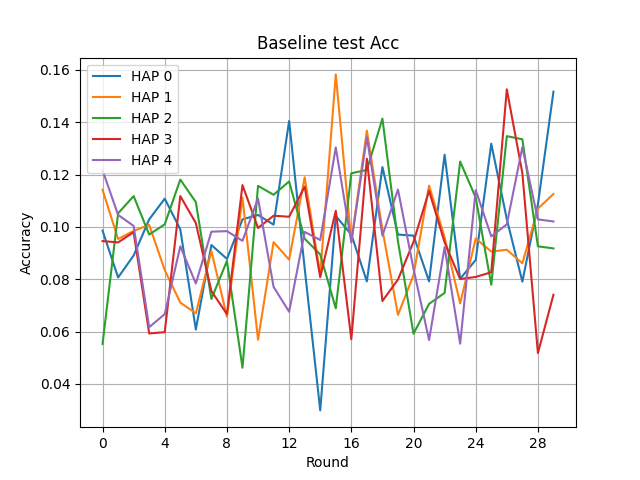 Baseline test Acc
0.16
0.14
0.12
0.10
0.08
0.06
0.04
Accuracy
HAP 0
HAP 1
HAP 2
HAP 3
HAP 4
0 4 8 12 16 20 24 28
Round